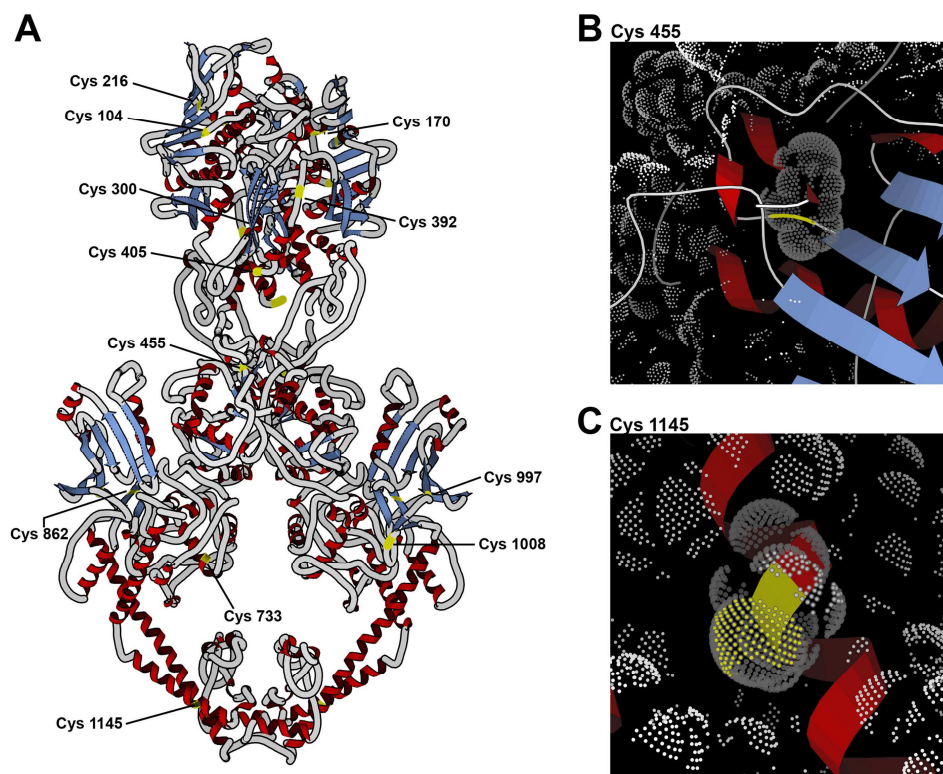 A
Cys 216
Cys 104
Cys 170
Cys 300
Cys 392
Cys 405
Cys 455
Cys 997
Cys 862
Cys 1008
Cys 733
Cys 1145
B
Cys 455
C
Cys 1145